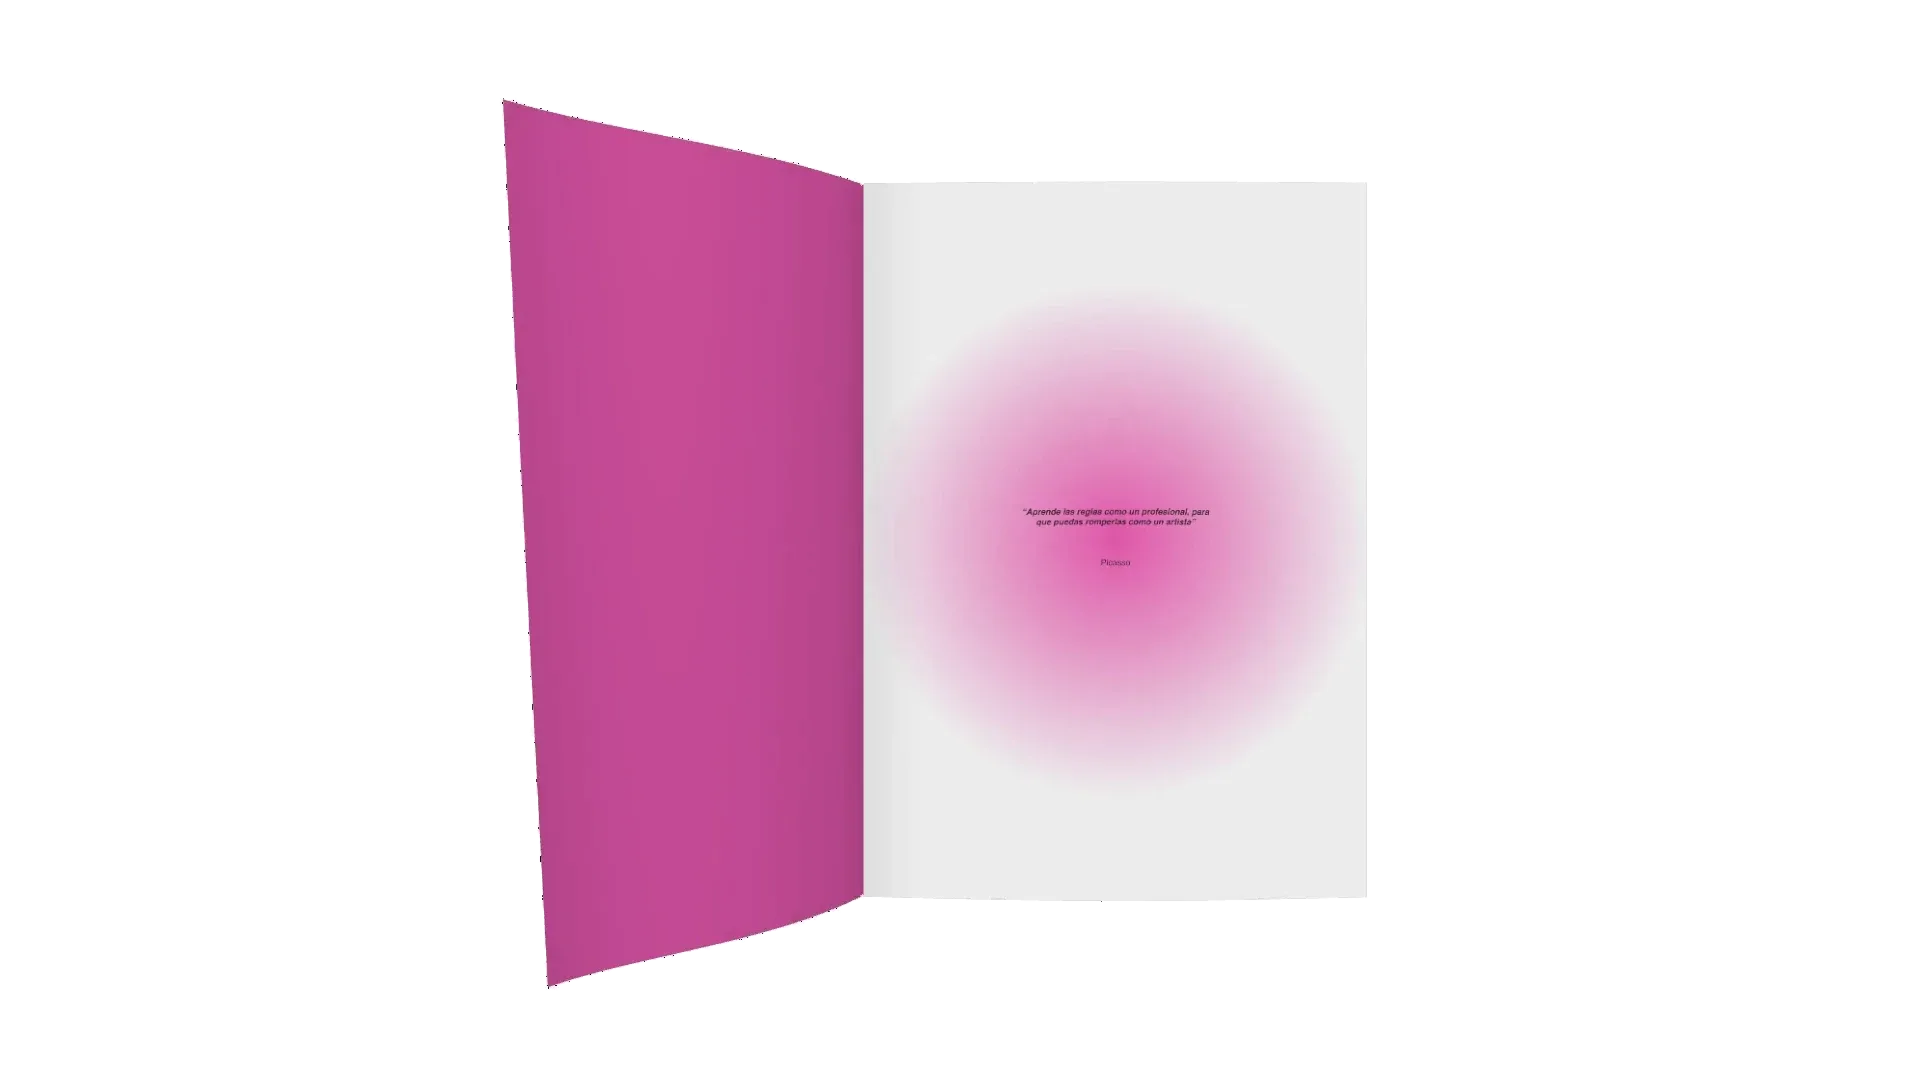 “Aprende las reglas como un profesional, para
que puedas romperlas como un artista”
Picasso